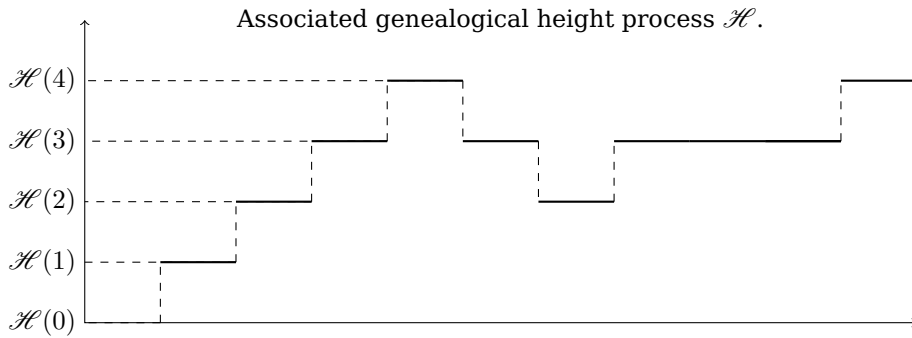 Associated genealogical height process ℋ.
ℋ(4)
ℋ(3)
ℋ(2)
ℋ(1)
ℋ(0)